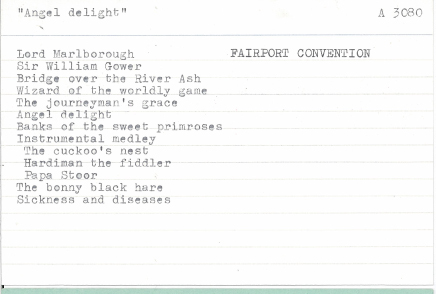 "Angel delight" A 3080
Lord Marlborough FAIRPORT CONVENTION
Sir William Gower
Bridge over the River Ash
Wizard of the worldly game
The journeyman's grace
Angel delight
Banks of the sweet primroses
Instrumental medley
The cuckoo's nest
Hardiman the fiddler
Papa Stoor
The bonny black hare
Sickness and diseases